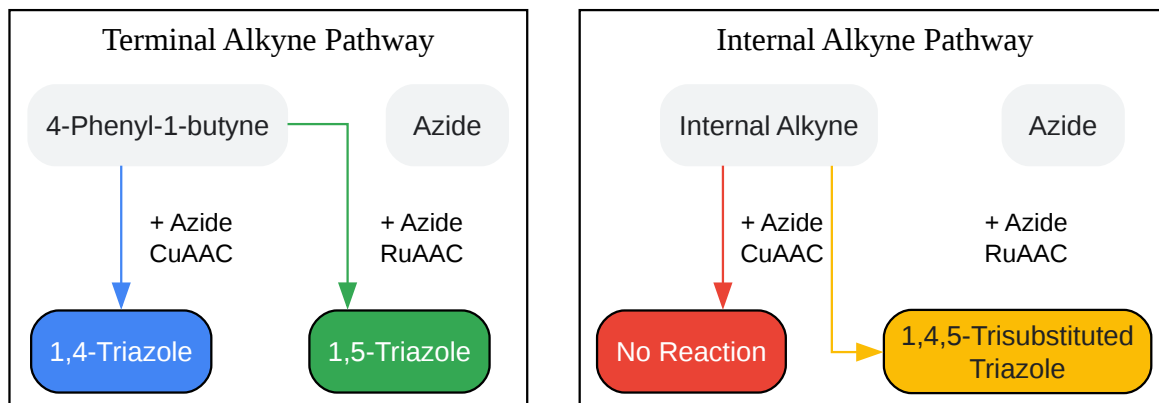 Terminal Alkyne Pathway
4-Phenyl-1-butyne
Azide
+ Azide
CuAAC
+ Azide
RuAAC
1,4-Triazole
1,5-Triazole
Internal Alkyne Pathway
Internal Alkyne
Azide
+ Azide
CuAAC
+ Azide
RuAAC
No Reaction
1,4,5-Trisubstituted
Triazole